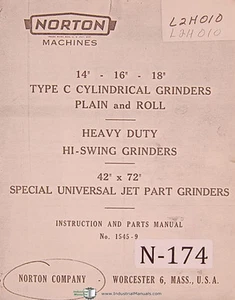 NORTON
MACHINES
L2H010
L2H010
14" - 16" - 18"
TYPE C CYLINDRICAL GRINDERS
PLAIN and ROLL
HEAVY DUTY
HI-SWING GRINDERS
42" x 72"
SPECIAL UNIVERSAL JET PART GRINDERS
INSTRUCTION AND PARTS MANUAL
No. 1545-9
N-174
NORTON COMPANY - WORCESTER 6, MASS., U.S.A.
www.IndustrialManuals.com